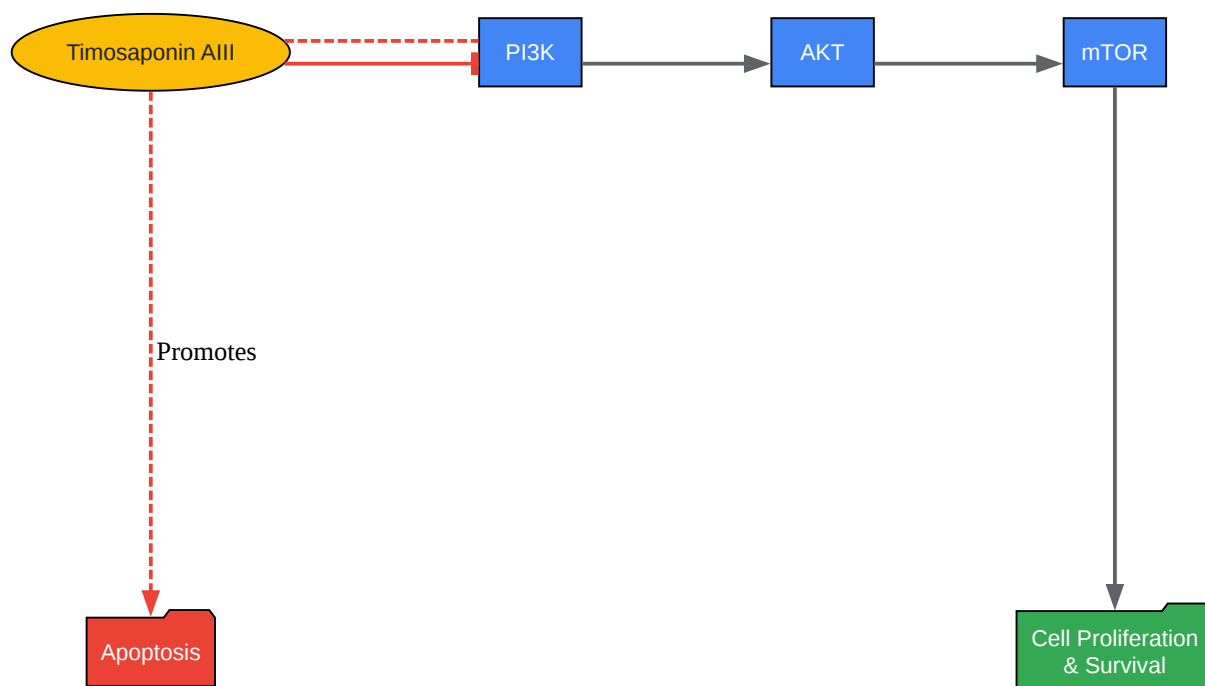 Timosaponin AIII
PI3K
AKT
mTOR
Promotes
Apoptosis
Cell Proliferation
& Survival